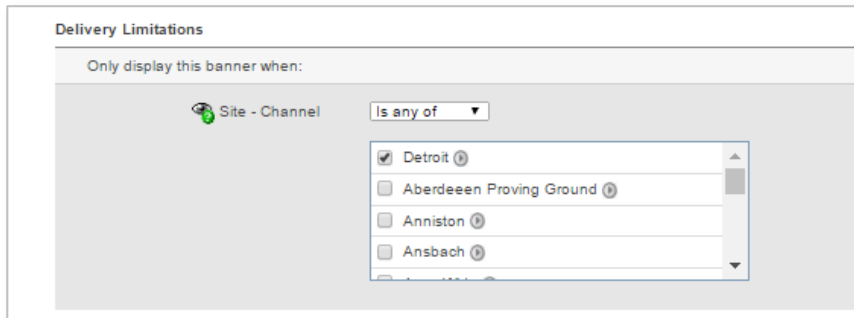 Delivery Limitations
Only display this banner when:
Site - Channel Is any of
Detroit
Aberdeeen Proving Ground
Anniston
Ansbach